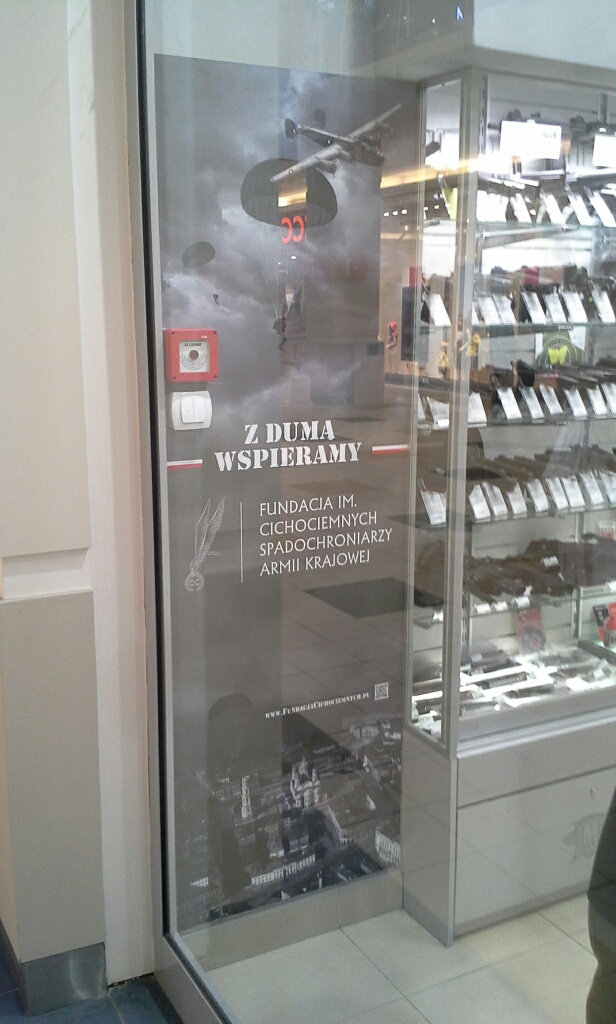 Z DUMĄ
WSPIERAMY
FUNDACJA IM.
CICHOCIEMNYCH
SPADOCHRONIARZY
ARMII KRAJOWEJ
www.FundacjaCichociemnych.pl